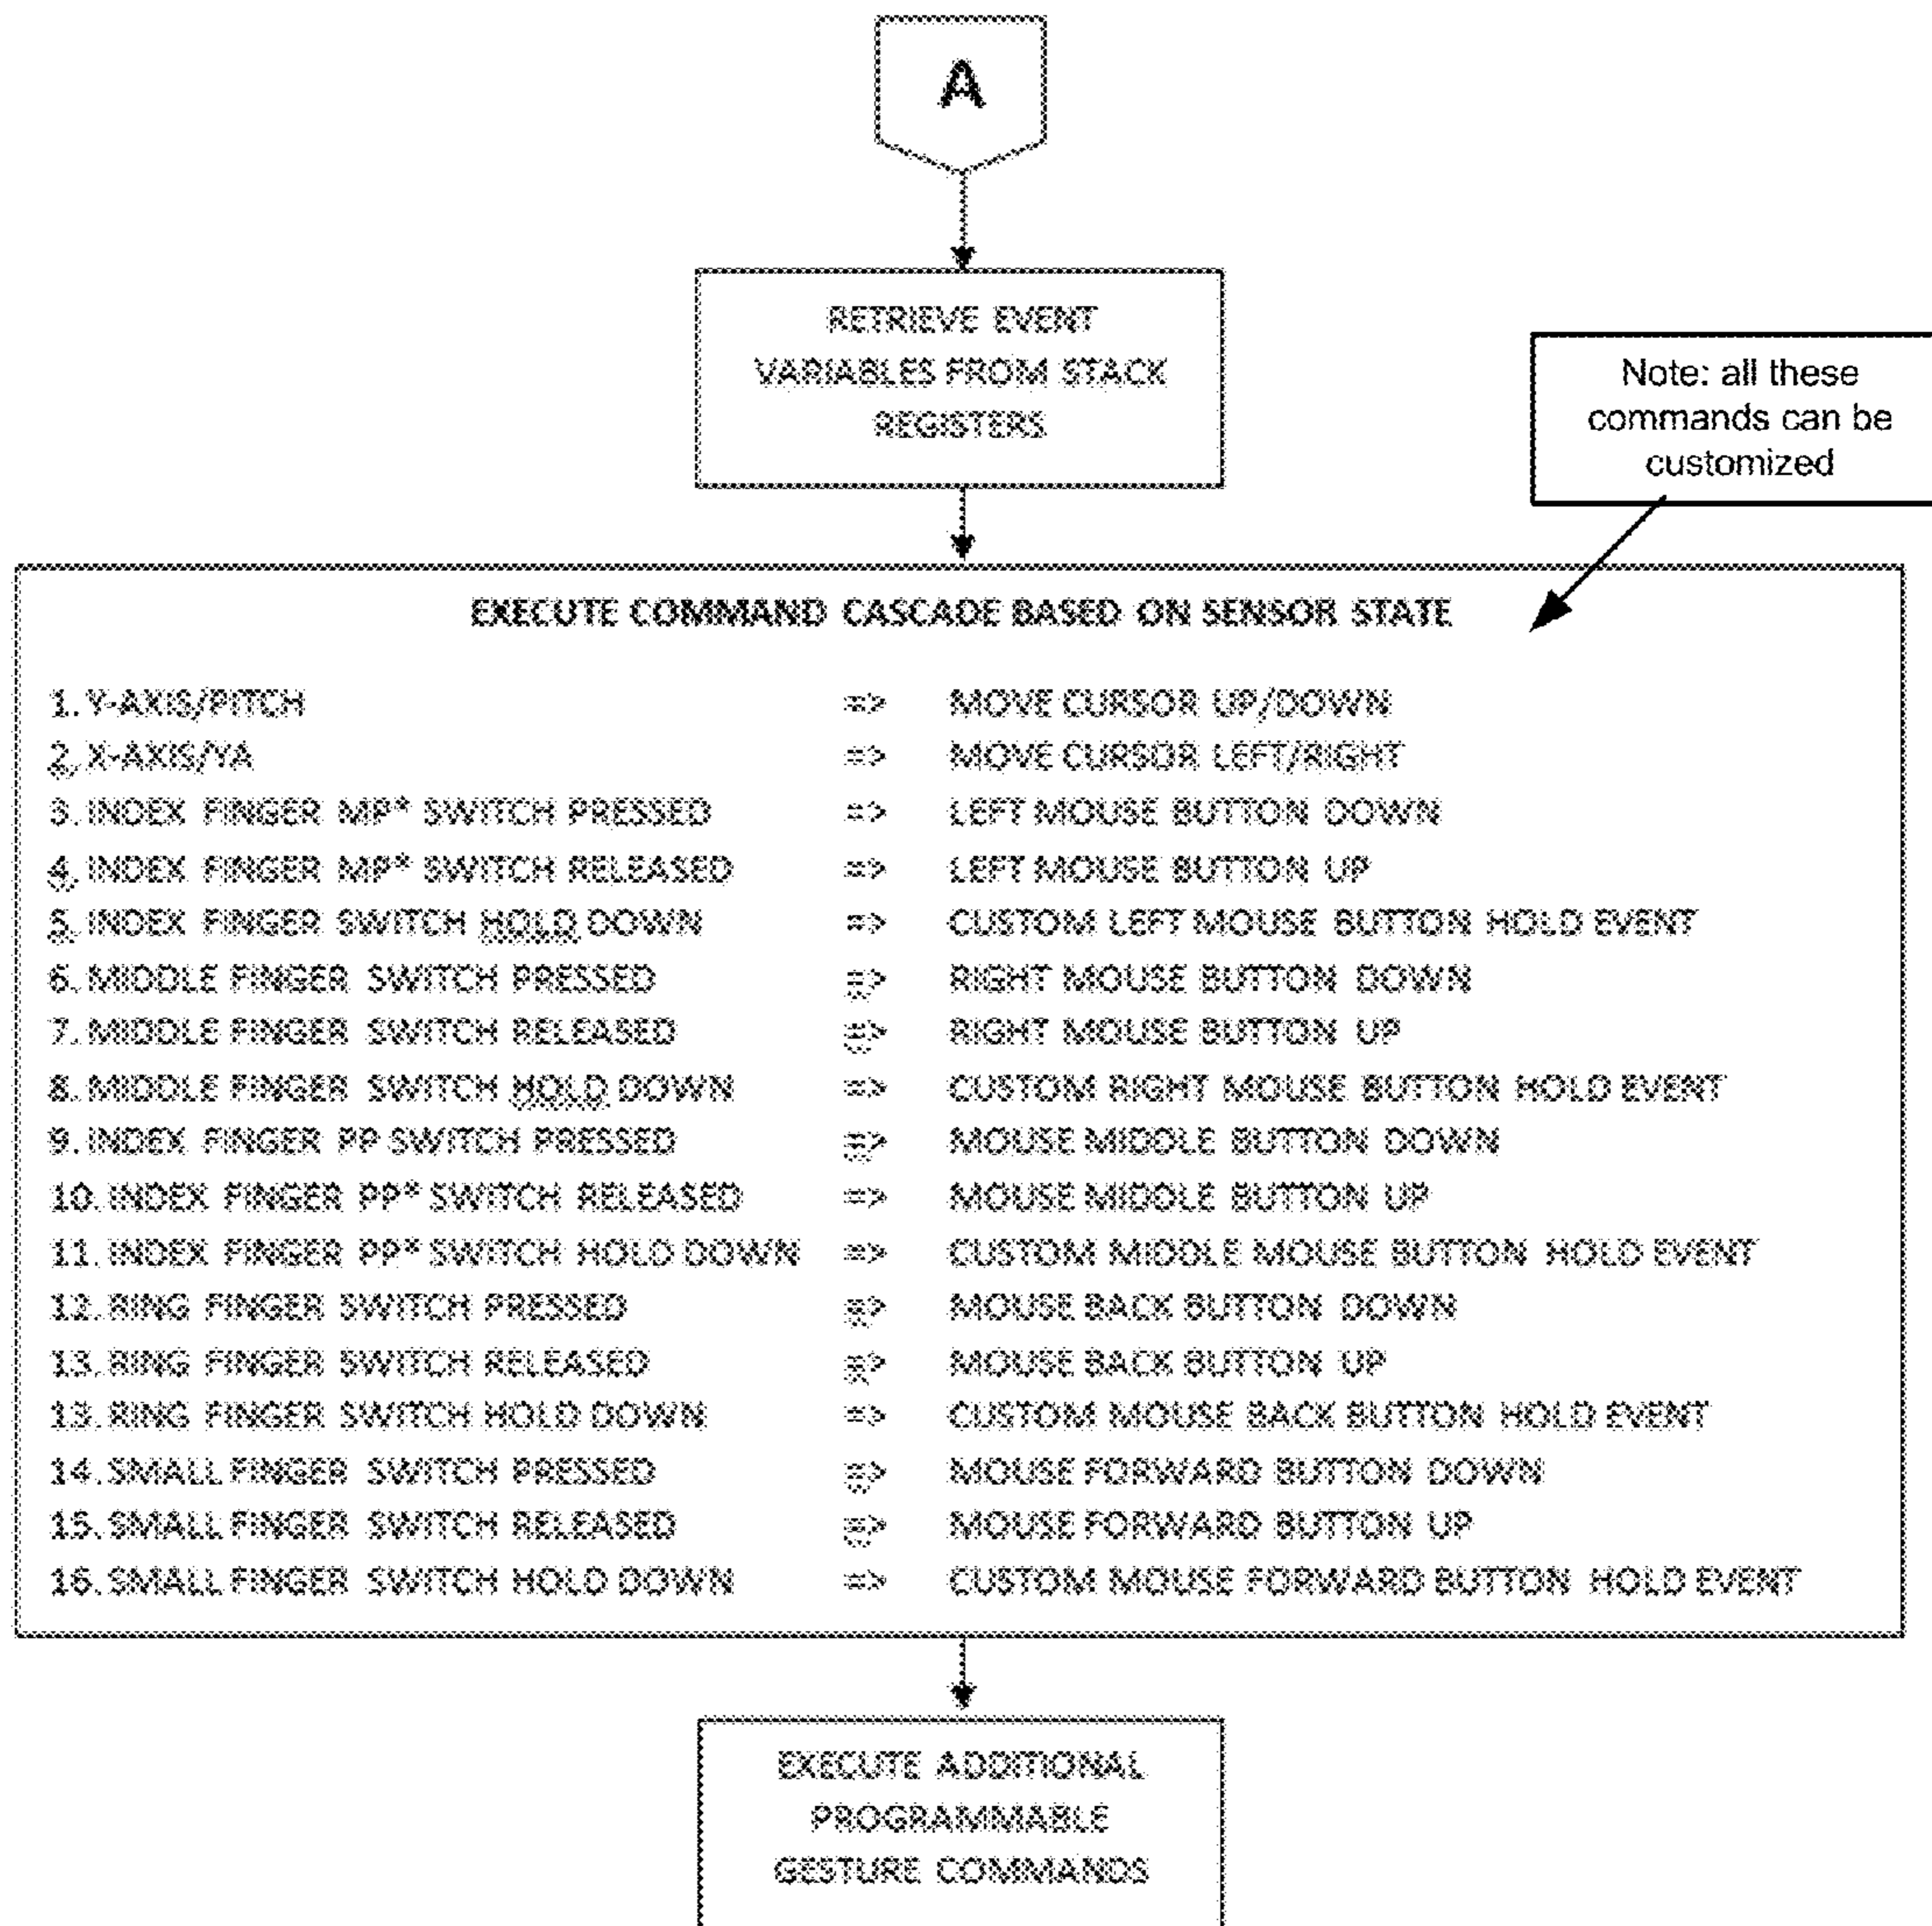 A
RETRIEVE EVENT
VARIABLES FROM STACK
REGISTERS
Note: all these
commands can be
customized
EXECUTE COMMAND CASCADE BASED ON SENSOR STATE
1. Y-AXIS/PITCH => MOVE CURSOR UP/DOWN
2. X-AXIS/YA => MOVE CURSOR LEFT/RIGHT
3. INDEX FINGER MP* SWITCH PRESSED => LEFT MOUSE BUTTON DOWN
4. INDEX FINGER MP* SWITCH RELEASED => LEFT MOUSE BUTTON UP
5. INDEX FINGER SWITCH HOLD DOWN => CUSTOM LEFT MOUSE BUTTON HOLD EVENT
6. MIDDLE FINGER SWITCH PRESSED => RIGHT MOUSE BUTTON DOWN
7. MIDDLE FINGER SWITCH RELEASED => RIGHT MOUSE BUTTON UP
8. MIDDLE FINGER SWITCH HOLD DOWN => CUSTOM RIGHT MOUSE BUTTON HOLD EVENT
9. INDEX FINGER PP SWITCH PRESSED => MOUSE MIDDLE BUTTON DOWN
10. INDEX FINGER PP* SWITCH RELEASED => MOUSE MIDDLE BUTTON UP
11. INDEX FINGER PP* SWITCH HOLD DOWN => CUSTOM MIDDLE MOUSE BUTTON HOLD EVENT
12. RING FINGER SWITCH PRESSED => MOUSE BACK BUTTON DOWN
13. RING FINGER SWITCH RELEASED => MOUSE BACK BUTTON UP
13. RING FINGER SWITCH HOLD DOWN => CUSTOM MOUSE BACK BUTTON HOLD EVENT
14. SMALL FINGER SWITCH PRESSED => MOUSE FORWARD BUTTON DOWN
15. SMALL FINGER SWITCH RELEASED => MOUSE FORWARD BUTTON UP
16. SMALL FINGER SWITCH HOLD DOWN => CUSTOM MOUSE FORWARD BUTTON HOLD EVENT
EXECUTE ADDITIONAL
PROGRAMMABLE
GESTURE COMMANDS